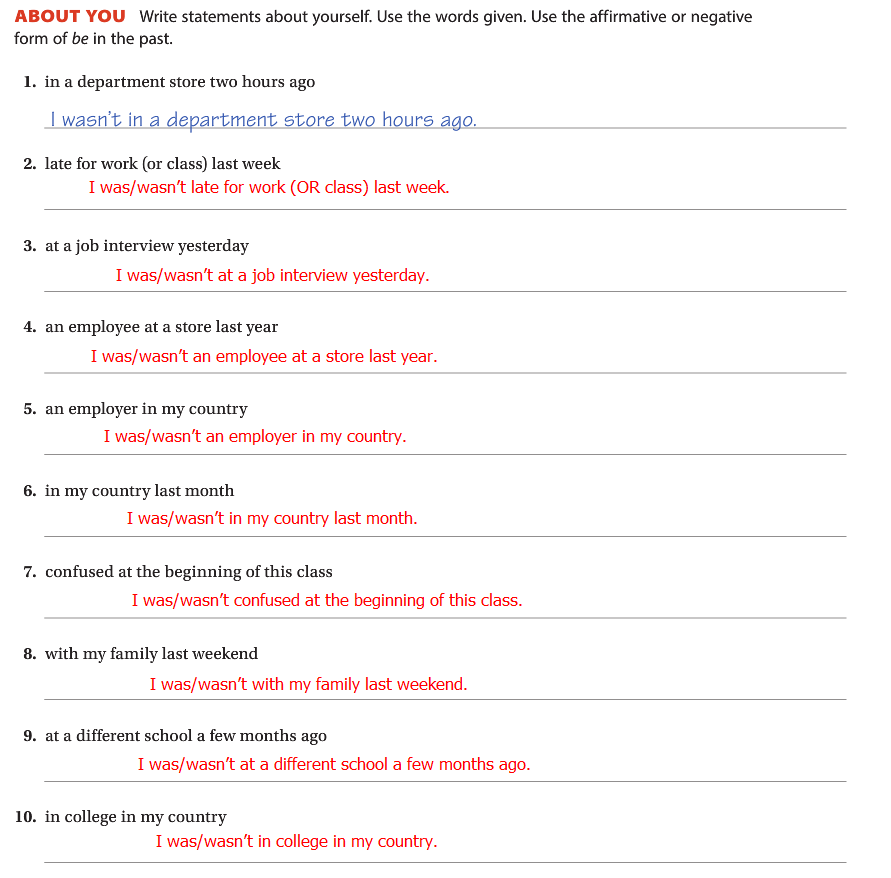 ABOUT YOU Write statements about yourself. Use the words given. Use the affirmative or negative
form of be in the past.
1. in a department store two hours ago
I wasn't in a department store two hours ago.
2. late for work (or class) last week
I was/wasn't late for work (OR class) last week.
3. at a job interview yesterday
I was/wasn't at a job interview yesterday.
4. an employee at a store last year
I was/wasn't an employee at a store last year.
5. an employer in my country
I was/wasn't an employer in my country.
6. in my country last month
I was/wasn't in my country last month.
7. confused at the beginning of this class
I was/wasn't confused at the beginning of this class.
8. with my family last weekend
I was/wasn't with my family last weekend.
9. at a different school a few months ago
I was/wasn't at a different school a few months ago.
10. in college in my country
I was/wasn't in college in my country.